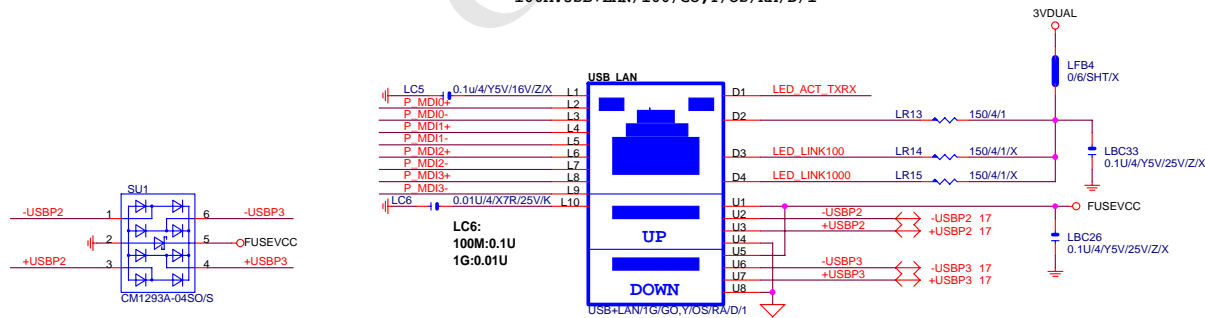 3VDUAL
LFB4
0/6/SHT/X
USB_LAN
LC5 0.1u/4/Y5V/16V/Z/X L1 D1 LED_ACT_TXRX
P_MDI0+ L2
P_MDI0- L3 D2 LR13 150/4/1
P_MDI1+ L4
P_MDI1- L5
P_MDI2+ L6 D3 LED_LINK100 LR14 150/4/1/X
P_MDI2- L7
P_MDI3+ L8 D4 LED_LINK1000 LR15 150/4/1/X
P_MDI3- L9
LC6 0.01U/4/X7R/25V/K L10
LBC33
0.1U/4/Y5V/25V/Z/X
LC6:
100M:0.1U
1G:0.01U
U1 FUSEVCC
U2 -USBP2 -USBP2 17
U3 +USBP2 +USBP2 17
UP U4
U5
U6 -USBP3 -USBP3 17
U7 +USBP3 +USBP3 17
DOWN U8
USB+LAN/1G/GO,Y/OS/RA/D/1
LBC26
0.1U/4/Y5V/25V/Z/X
SU1
-USBP2 1 6 -USBP3
2 5 FUSEVCC
+USBP2 3 4 +USBP3
CM1293A-04SO/S